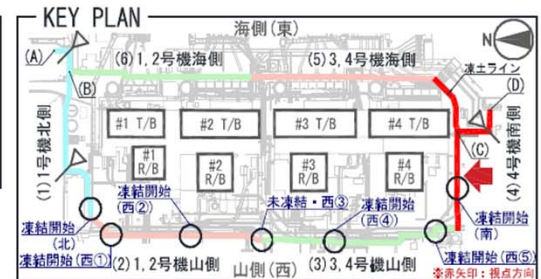 KEY PLAN
海側(東)
N
(A)
(6)1,2号機海側
(5)3,4号機海側
凍土ライン
(B)
(D)
#1 T/B
#2 T/B
#3 T/B
#4 T/B
(1)1号機北側
(C)
(4)4号機南側
#1
R/B
#2
R/B
#3
R/B
#4
R/B
凍結開始
(西②)
未凍結・西③
凍結開始
(西④)
凍結開始
(北)
凍結開始
(南)
凍結開始(西①)
(2)1,2号機山側
山側(西)
(3)3,4号機山側
凍結開始(西⑤)
※赤矢印：視点方向